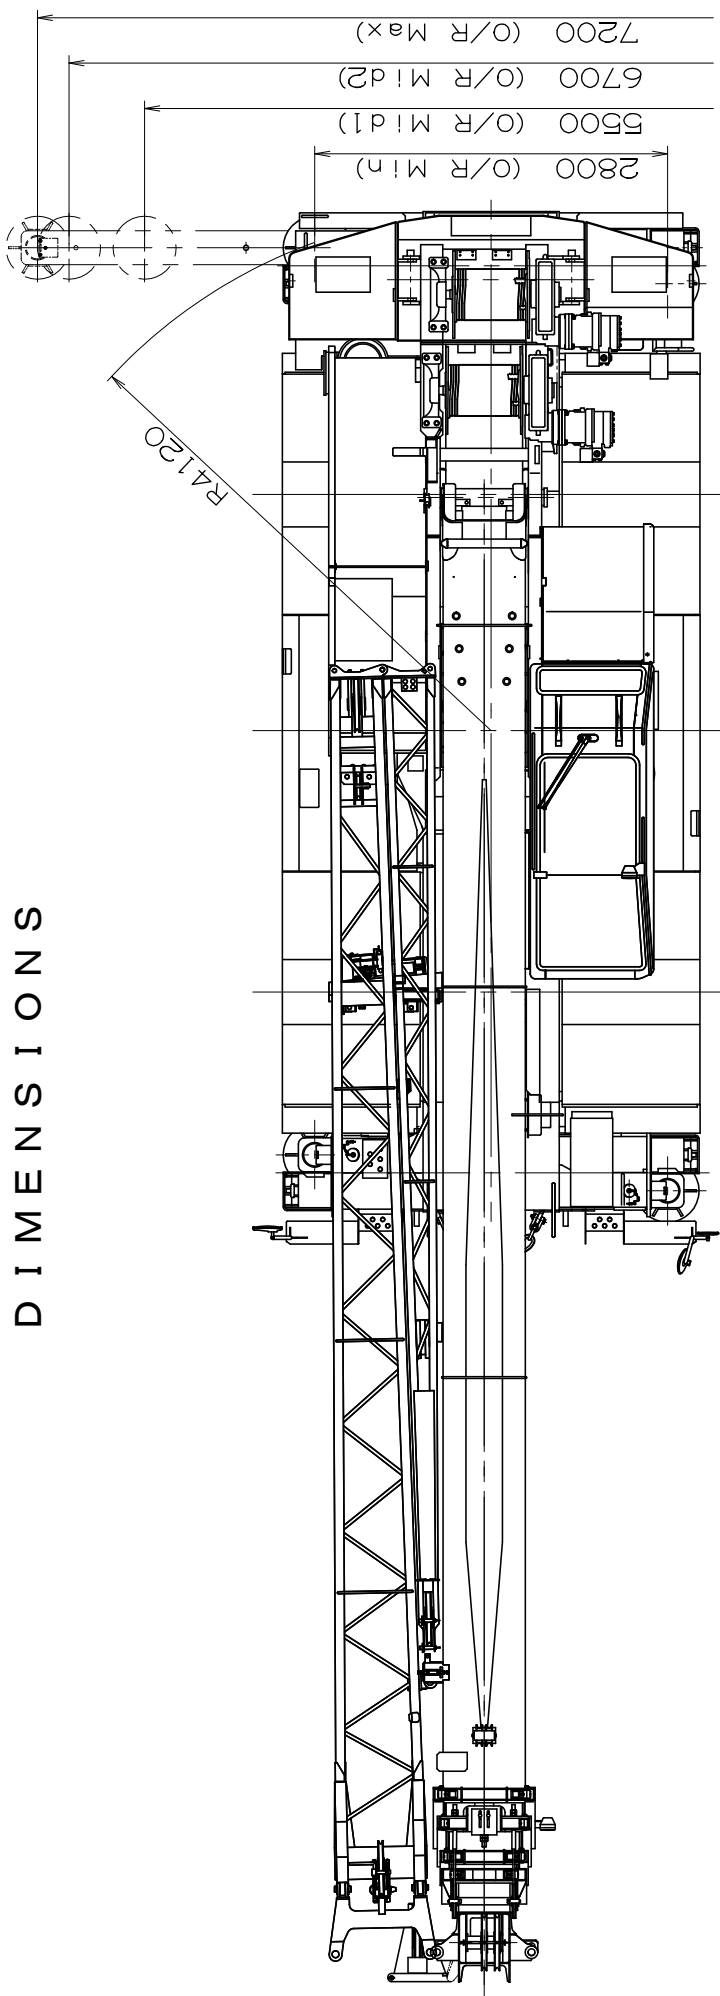 7200 (O/R Max)
6700 (O/R Mid2)
5500 (O/R Mid1)
2800 (O/R Min)
R4120
DIMENSIONS